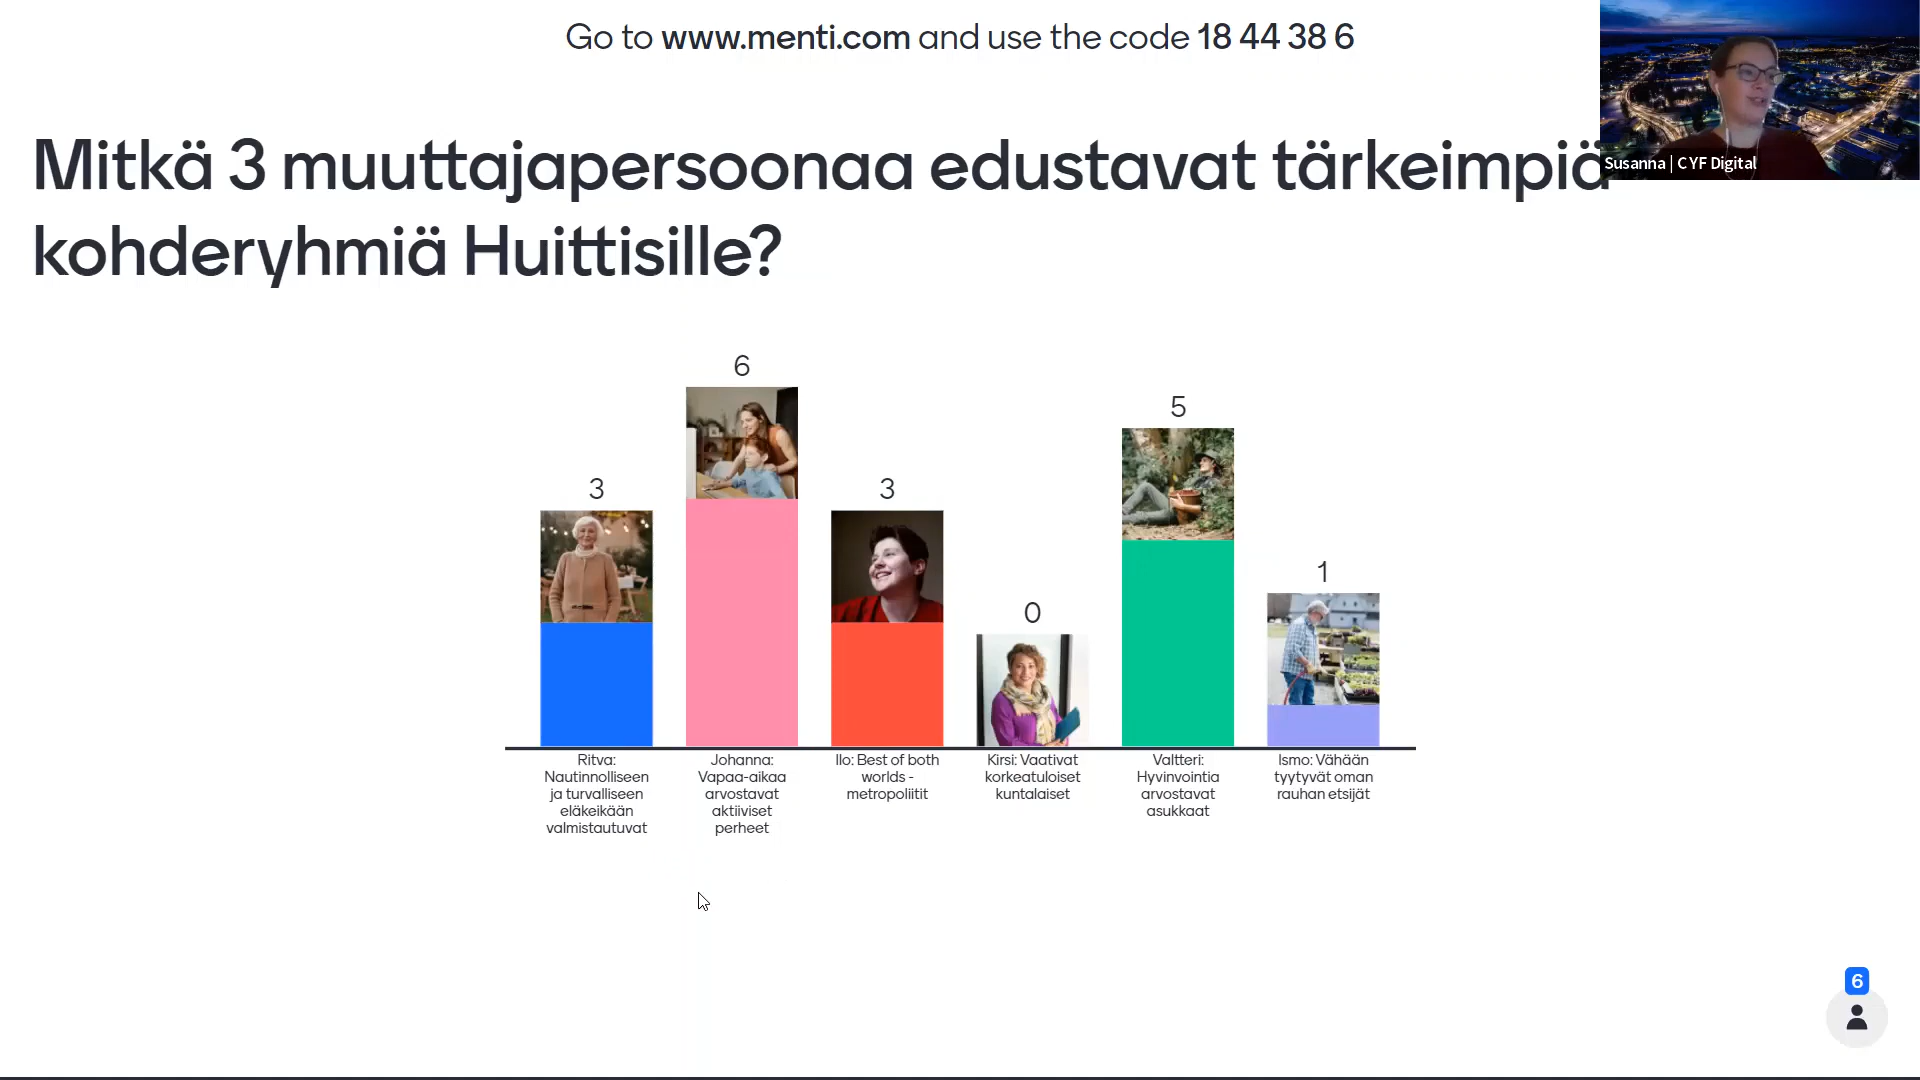 Go to www.menti.com and use the code 18 44 38 6
Susanna | CYF Digital
Mitkä 3 muuttajapersoonaa edustavat tärkeimpiä
kohderyhmiä Huittisille?
3
6
3
0
5
1
Ritva:
Nautinnolliseen
ja turvalliseen
eläkeikään
valmistautuvat
Johanna:
Vapaa-aikaa
arvostavat
aktiiviset
perheet
Ilo: Best of both
worlds -
metropoliitit
Kirsi: Vaativat
korkeatuloiset
kuntalaiset
Valtteri:
Hyvinvointia
arvostavat
asukkaat
Ismo: Vähään
tyytyvät oman
rauhan etsijät
6